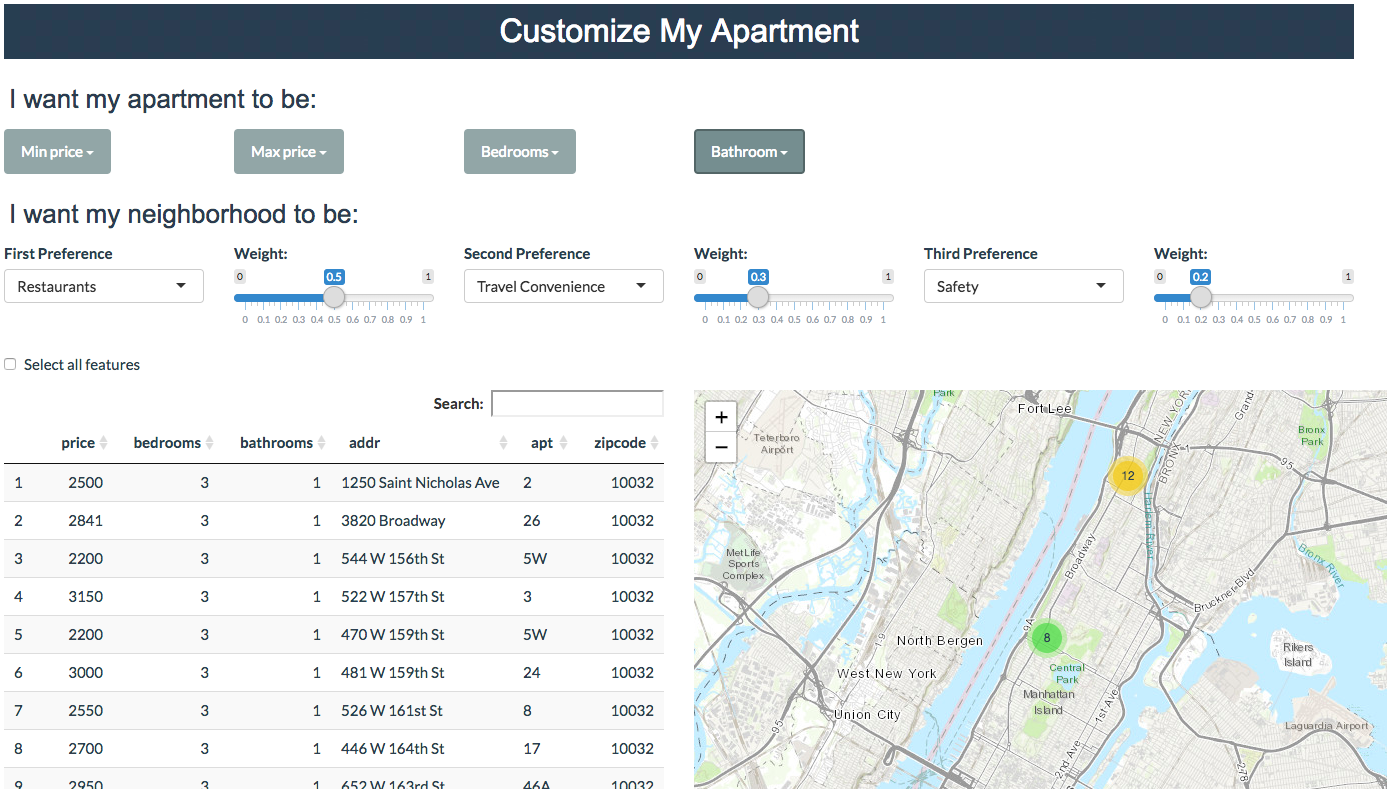 Customize My Apartment
I want my apartment to be:
Min price Max price Bedrooms Bathroom
I want my neighborhood to be:
First Preference Weight: Second Preference Weight: Third Preference Weight:
0 0.5 1 0 0.3 1 0 0.2 1
Restaurants Travel Convenience Safety
0 0.1 0.2 0.3 0.4 0.5 0.6 0.7 0.8 0.9 1 0 0.1 0.2 0.3 0.4 0.5 0.6 0.7 0.8 0.9 1 0 0.1 0.2 0.3 0.4 0.5 0.6 0.7 0.8 0.9 1
Select all features
Search:
price bedrooms bathrooms addr apt zipcode
1 2500 3 1 1250 Saint Nicholas Ave 2 10032
2 2841 3 1 3820 Broadway 26 10032
3 2200 3 1 544 W 156th St 5W 10032
4 3150 3 1 522 W 157th St 3 10032
5 2200 3 1 470 W 159th St 5W 10032
6 3000 3 1 481 W 159th St 24 10032
7 2550 3 1 526 W 161st St 8 10032
8 2700 3 1 446 W 164th St 17 10032
9 2950 3 1 652 W 163rd St 46A 10032
+
−
Park
Fort Lee
NEW YORK
BRONX
Grand
1
Teterboro
Airport
Bronx
Park
95
12
Harlem River
Broadway
MetLife
Sports
Complex
Bronx River
Bruckner-Blvd
9A
19
8
North Bergen
Rikers
Island
West New York
Central
Park
Manhattan
Island
1st Ave
Union City
95
Laguardia Airport
2nd Ave
278